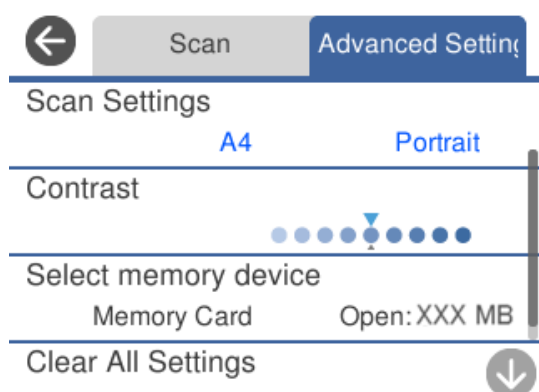 Scan
Advanced Setting
Scan Settings
A4 Portrait
Contrast
Select memory device
Memory Card Open: XXX MB
Clear All Settings